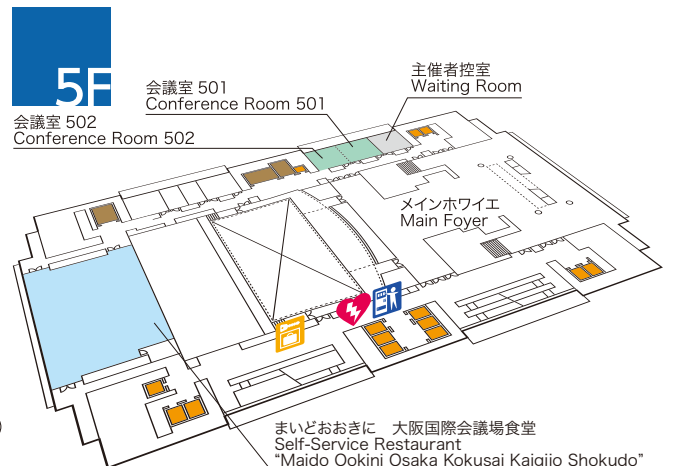 5F
会議室 501
Conference Room 501
主催者控室
Waiting Room
会議室 502
Conference Room 502
メインホワイエ
Main Foyer
まいどおおきに　大阪国際会議場食堂
Self-Service Restaurant
“Maido Ookini Osaka Kokusai Kaigijo Shokudo”